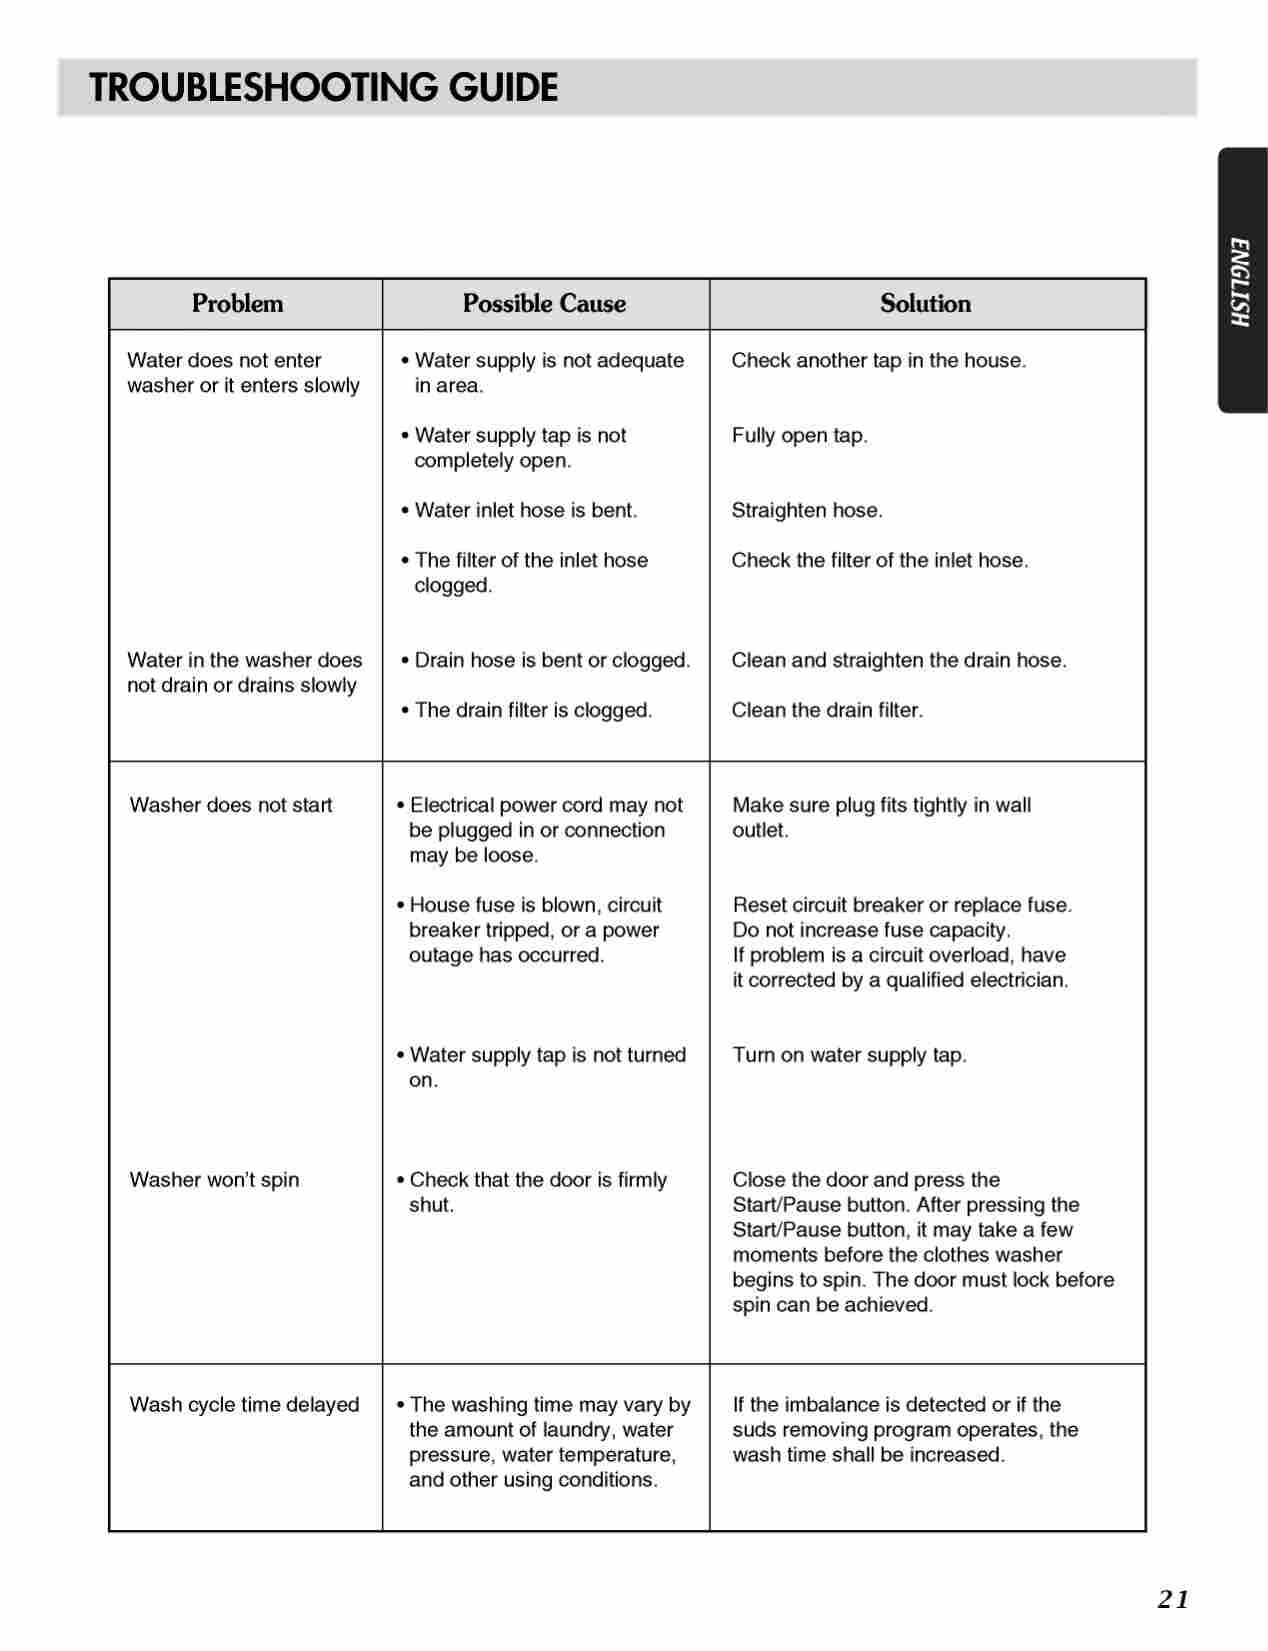 TROUBLESHOOTING GUIDE
ENGLISH
Problem
Possible Cause
Solution
Water does not enter
washer or it enters slowly
• Water supply is not adequate
in area.
Check another tap in the house.
• Water supply tap is not
completely open.
Fully open tap.
• Water inlet hose is bent.
Straighten hose.
• The filter of the inlet hose
clogged.
Check the filter of the inlet hose.
Water in the washer does
not drain or drains slowly
• Drain hose is bent or clogged.
Clean and straighten the drain hose.
• The drain filter is clogged.
Clean the drain filter.
Washer does not start
• Electrical power cord may not
be plugged in or connection
may be loose.
Make sure plug fits tightly in wall
outlet.
• House fuse is blown, circuit
breaker tripped, or a power
outage has occurred.
Reset circuit breaker or replace fuse.
Do not increase fuse capacity.
If problem is a circuit overload, have
it corrected by a qualified electrician.
• Water supply tap is not turned
on.
Turn on water supply tap.
Washer won't spin
• Check that the door is firmly
shut.
Close the door and press the
Start/Pause button. After pressing the
Start/Pause button, it may take a few
moments before the clothes washer
begins to spin. The door must lock before
spin can be achieved.
Wash cycle time delayed
• The washing time may vary by
the amount of laundry, water
pressure, water temperature,
and other using conditions.
If the imbalance is detected or if the
suds removing program operates, the
wash time shall be increased.
21